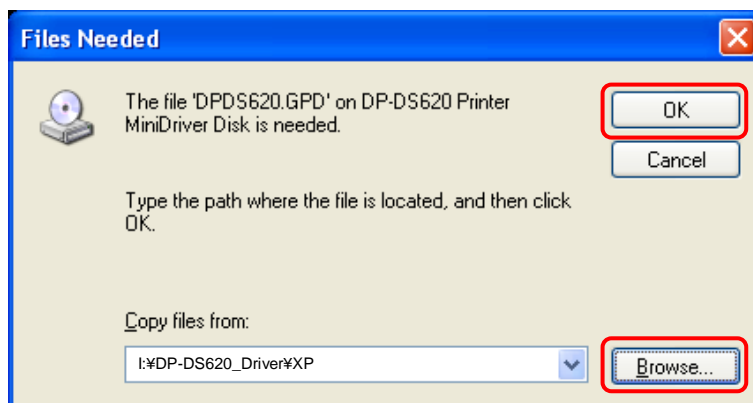 Files Needed
The file 'DPDS620.GPD' on DP-DS620 Printer
MiniDriver Disk is needed.
OK
Cancel
Type the path where the file is located, and then click
OK.
Copy files from:
I:¥DP-DS620_Driver¥XP
Browse...